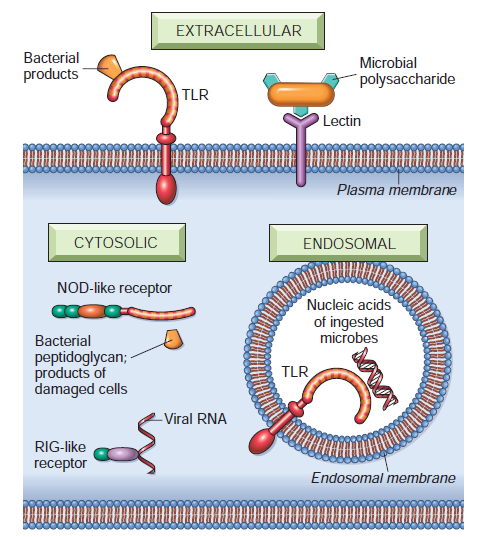 EXTRACELLULAR
Bacterial
products
TLR
Microbial
polysaccharide
Lectin
Plasma membrane
CYTOSOLIC
ENDOSOMAL
NOD-like receptor
Bacterial
peptidoglycan;
products of
damaged cells
Viral RNA
RIG-like
receptor
Nucleic acids
of ingested
microbes
TLR
Endosomal membrane